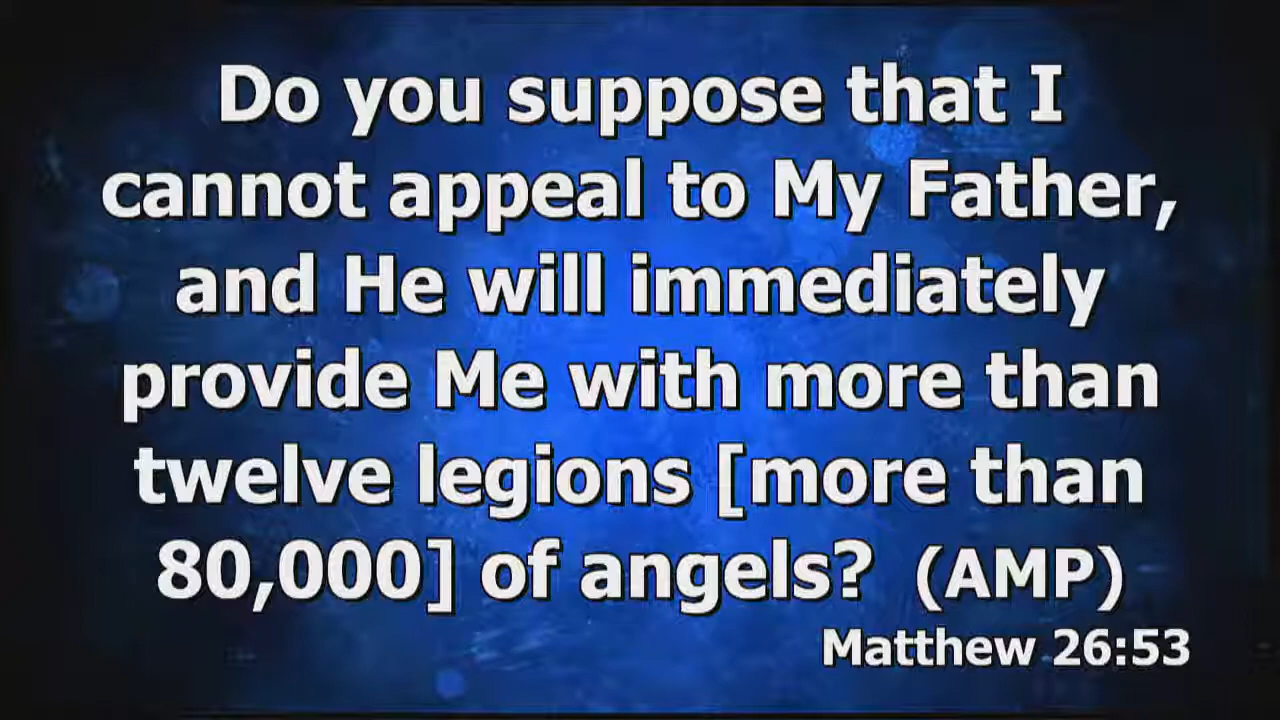 Do you suppose that I
cannot appeal to My Father,
and He will immediately
provide Me with more than
twelve legions [more than
80,000] of angels? (AMP)
Matthew 26:53